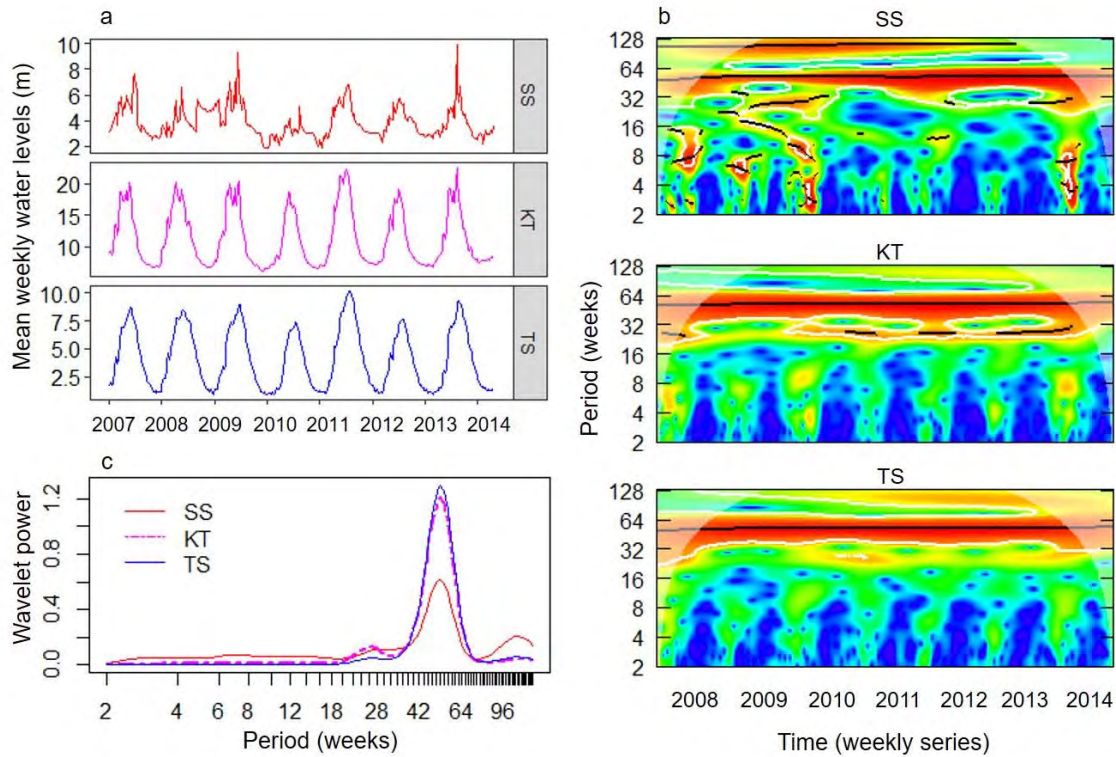 a
Mean weekly water levels (m)
10
8
6
4
2
SS
20
15
10
KT
10.0
7.5
5.0
2.5
TS
2007 2008 2009 2010 2011 2012 2013 2014
b
SS
128
64
32
16
8
4
2
KT
Period (weeks)
128
64
32
16
8
4
2
TS
128
64
32
16
8
4
2
2008 2009 2010 2011 2012 2013 2014
Time (weekly series)
c
Wavelet power
1.2
0.8
0.4
0.0
SS
KT
TS
2 4 6 8 12 18 28 42 64 96
Period (weeks)